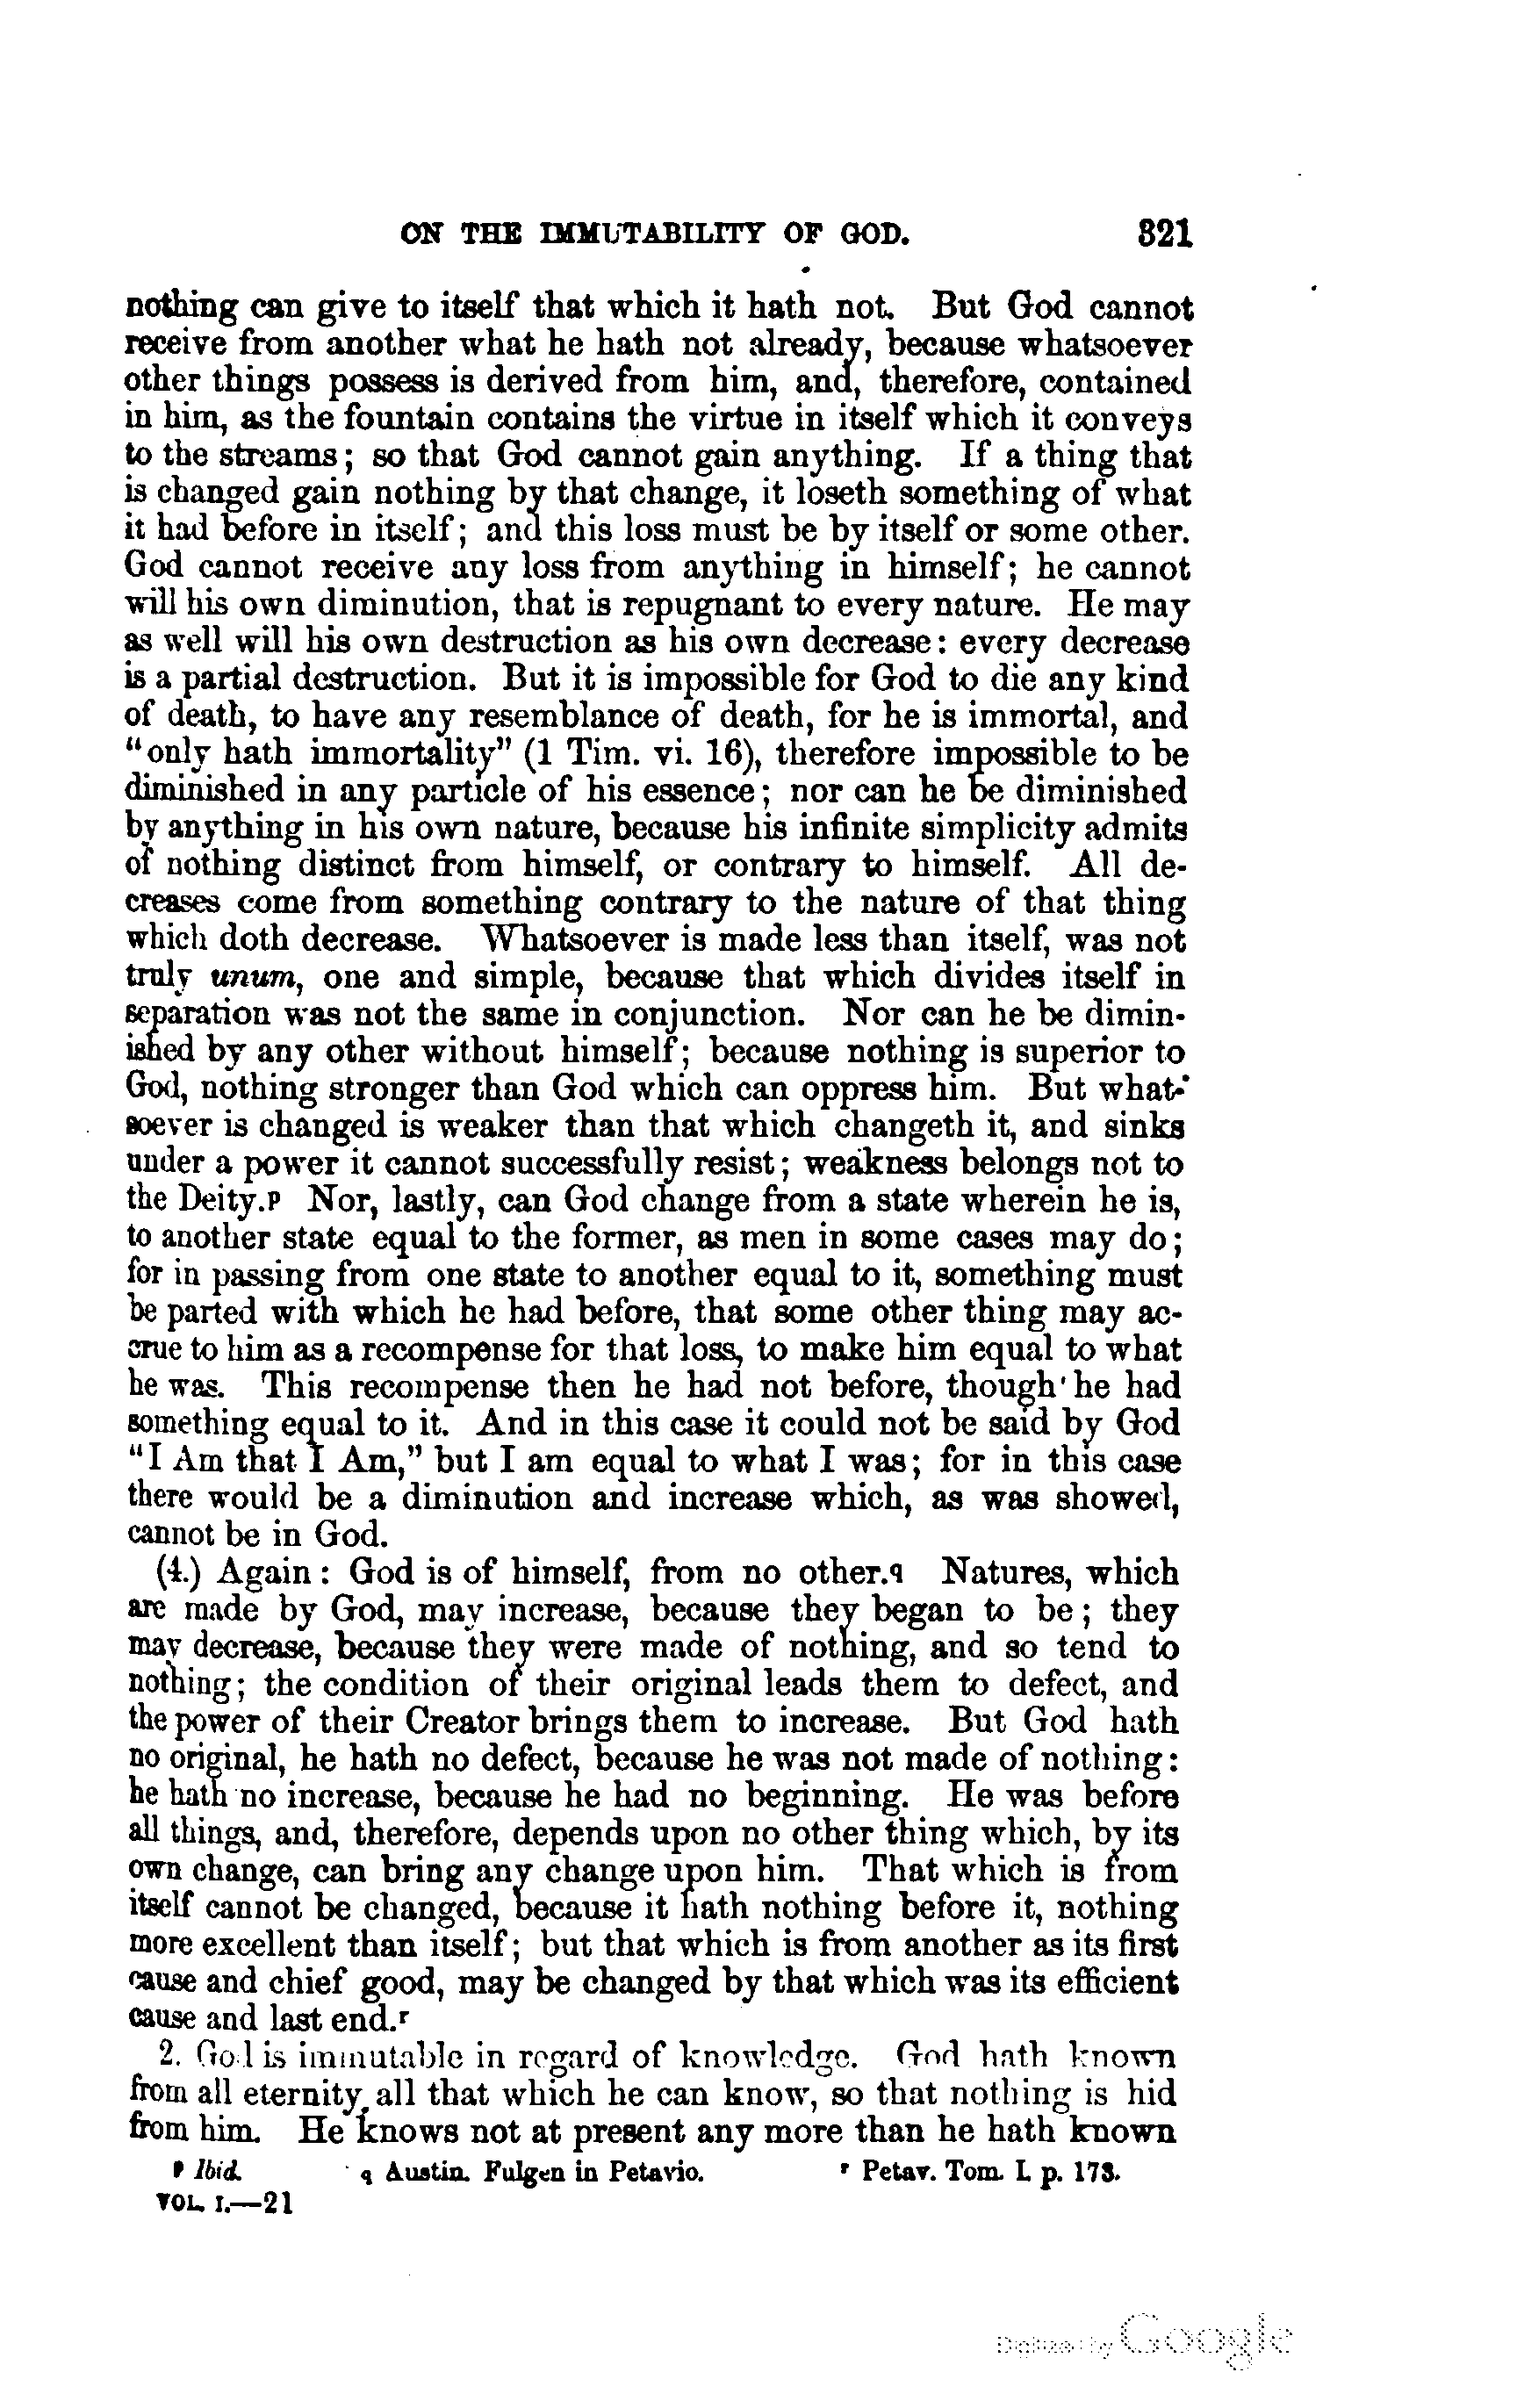 ON THE IMMUTABILITY OF GOD. 321
nothing can give to itself that which it hath not. But God cannot
receive from another what he hath not already, because whatsoever
other things possess is derived from him, and, therefore, contained
in him, as the fountain contains the virtue in itself which it conveys
to the streams; so that God cannot gain anything. If a thing that
is changed gain nothing by that change, it loseth something of what
it had before in itself; and this loss must be by itself or some other.
God cannot receive any loss from anything in himself; he cannot
will his own diminution, that is repugnant to every nature. He may
as well will his own destruction as his own decrease: every decrease
is a partial destruction. But it is impossible for God to die any kind
of death, to have any resemblance of death, for he is immortal, and
"only hath immortality" (1 Tim. vi. 16), therefore impossible to be
diminished in any particle of his essence; nor can he be diminished
by anything in his own nature, because his infinite simplicity admits
of nothing distinct from himself, or contrary to himself. All de-
creases come from something contrary to the nature of that thing
which doth decrease. Whatsoever is made less than itself, was not
truly unum, one and simple, because that which divides itself in
separation was not the same in conjunction. Nor can he be dimin-
ished by any other without himself; because nothing is superior to
God, nothing stronger than God which can oppress him. But what-
soever is changed is weaker than that which changeth it, and sinks
under a power it cannot successfully resist; weakness belongs not to
the Deity.p Nor, lastly, can God change from a state wherein he is,
to another state equal to the former, as men in some cases may do;
for in passing from one state to another equal to it, something must
be parted with which he had before, that some other thing may ac-
crue to him as a recompense for that loss, to make him equal to what
he was. This recompense then he had not before, though he had
something equal to it. And in this case it could not be said by God
"I Am that I Am," but I am equal to what I was; for in this case
there would be a diminution and increase which, as was showed,
cannot be in God.
(4.) Again: God is of himself, from no other.q Natures, which
are made by God, may increase, because they began to be; they
may decrease, because they were made of nothing, and so tend to
nothing; the condition of their original leads them to defect, and
the power of their Creator brings them to increase. But God hath
no original, he hath no defect, because he was not made of nothing:
he hath no increase, because he had no beginning. He was before
all things, and, therefore, depends upon no other thing which, by its
own change, can bring any change upon him. That which is from
itself cannot be changed, because it hath nothing before it, nothing
more excellent than itself; but that which is from another as its first
cause and chief good, may be changed by that which was its efficient
cause and last end.r
2. God is immutable in regard of knowledge. God hath known
from all eternity all that which he can know, so that nothing is hid
from him. He knows not at present any more than he hath known
p Ibid. q Austin. Fulgen in Petavio. r Petav. Tom. I. p. 173.
VOL. I.—21
Digitized by Google